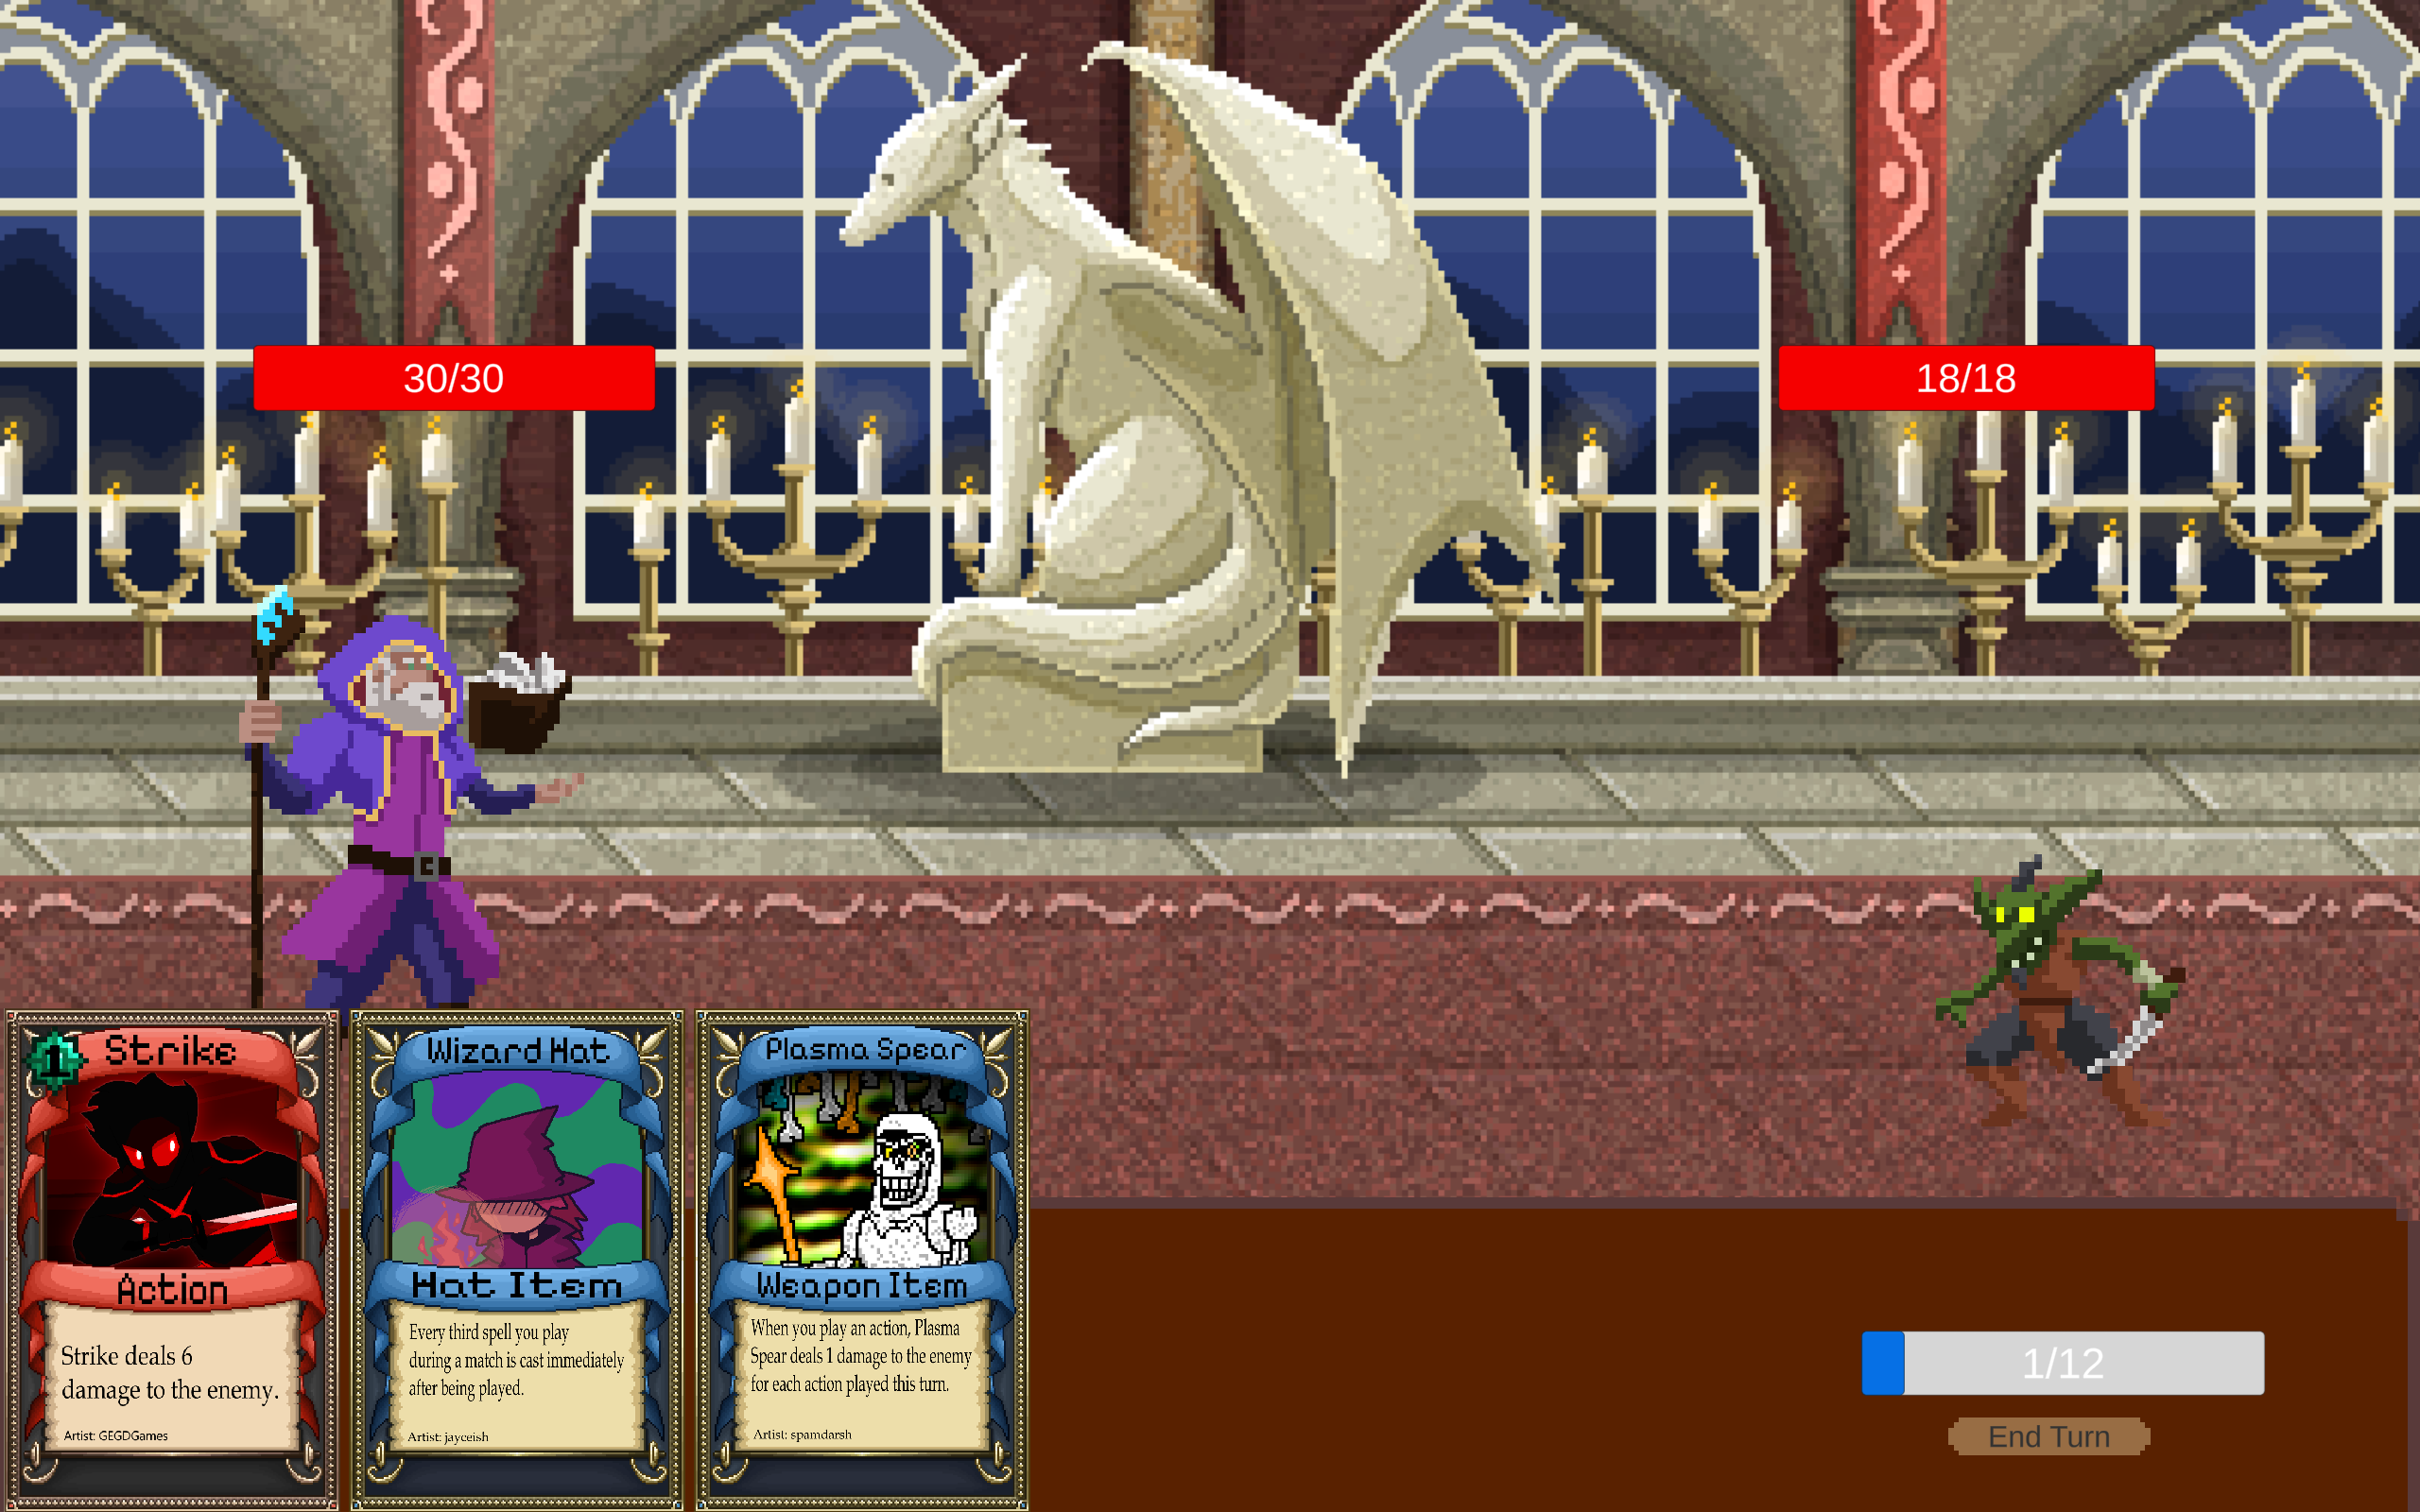 30/30
18/18
1
Strike
Action
Strike deals 6
damage to the enemy.
Artist: GEGDGames
Wizard Hat
Hat Item
Every third spell you play
during a match is cast immediately
after being played.
Artist: jayceish
Plasma Spear
Weapon Item
When you play an action, Plasma
Spear deals 1 damage to the enemy
for each action played this turn.
Artist: spamdarsh
1/12
End Turn